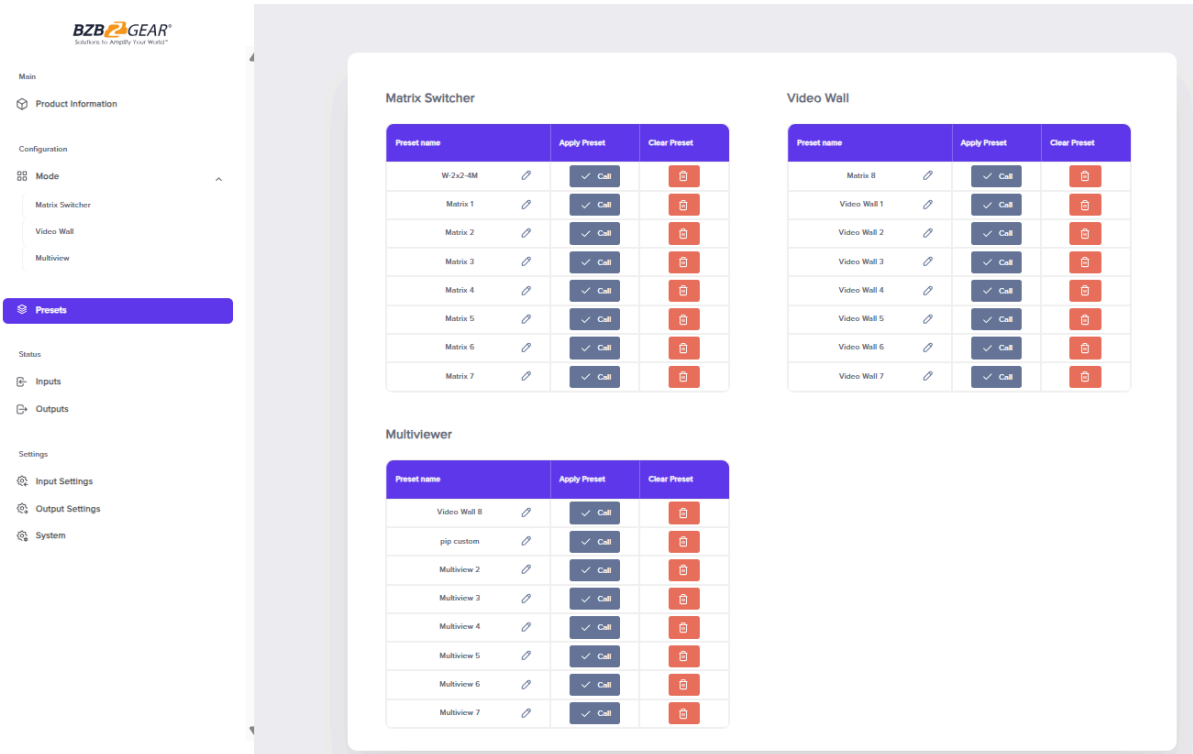 BZB2GEAR®
Solutions to Amplify Your World™
Main
Product Information
Configuration
Mode
Matrix Switcher
Video Wall
Multiview
Presets
Status
Inputs
Outputs
Settings
Input Settings
Output Settings
System
Matrix Switcher
Preset name Apply Preset Clear Preset
W-2x2-4M Call
Matrix 1 Call
Matrix 2 Call
Matrix 3 Call
Matrix 4 Call
Matrix 5 Call
Matrix 6 Call
Matrix 7 Call
Video Wall
Preset name Apply Preset Clear Preset
Matrix 8 Call
Video Wall 1 Call
Video Wall 2 Call
Video Wall 3 Call
Video Wall 4 Call
Video Wall 5 Call
Video Wall 6 Call
Video Wall 7 Call
Multiviewer
Preset name Apply Preset Clear Preset
Video Wall 8 Call
pip custom Call
Multiview 2 Call
Multiview 3 Call
Multiview 4 Call
Multiview 5 Call
Multiview 6 Call
Multiview 7 Call